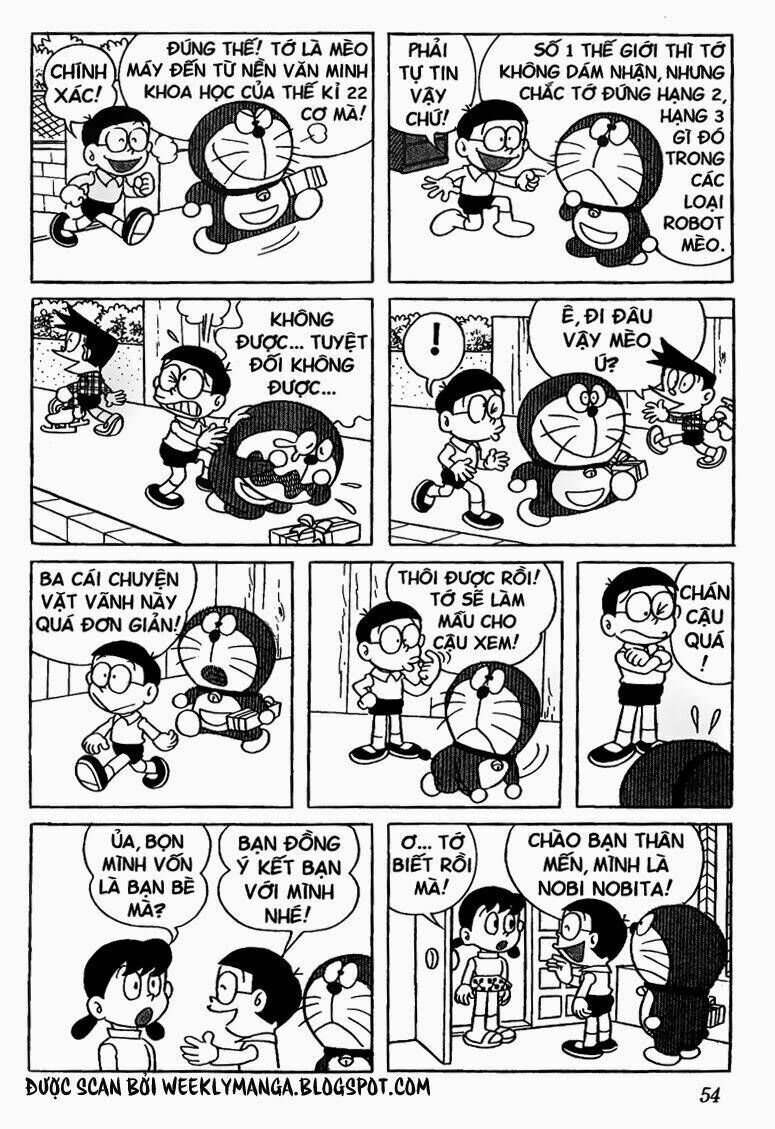 SỐ 1 THẾ GIỚI THÌ TỚ
KHÔNG DÁM NHẬN, NHƯNG
CHẮC TỚ ĐỨNG HẠNG 2,
HẠNG 3
GÌ ĐÓ
TRONG
CÁC
LOẠI
ROBOT
MÈO.
PHẢI
TỰ TIN
VẬY
CHỨ!
ĐÚNG THẾ! TỚ LÀ MÈO
MÁY ĐẾN TỪ NỀN VĂN MINH
KHOA HỌC CỦA THẾ KỈ 22
CƠ MÀ!
CHÍNH
XÁC!
Ê, ĐI ĐÂU
VẬY MÈO
Ứ?
!
KHÔNG
ĐƯỢC... TUYỆT
ĐỐI KHÔNG
ĐƯỢC...
CHÁN
CẬU
QUÁ
!
THÔI ĐƯỢC RỒI!
TỚ SẼ LÀM
MẪU CHO
CẬU XEM!
BA CÁI CHUYỆN
VẶT VÃNH NÀY
QUÁ ĐƠN GIẢN!
CHÀO BẠN THÂN
MẾN, MÌNH LÀ
NOBI NOBITA!
Ơ... TỚ
BIẾT RỒI
MÀ!
BẠN ĐỒNG
Ý KẾT BẠN
VỚI MÌNH
NHÉ!
ỦA, BỌN
MÌNH VỐN
LÀ BẠN BÈ
MÀ?
ĐƯỢC SCAN BỞI WEEKLYMANGA.BLOGSPOT.COM
54